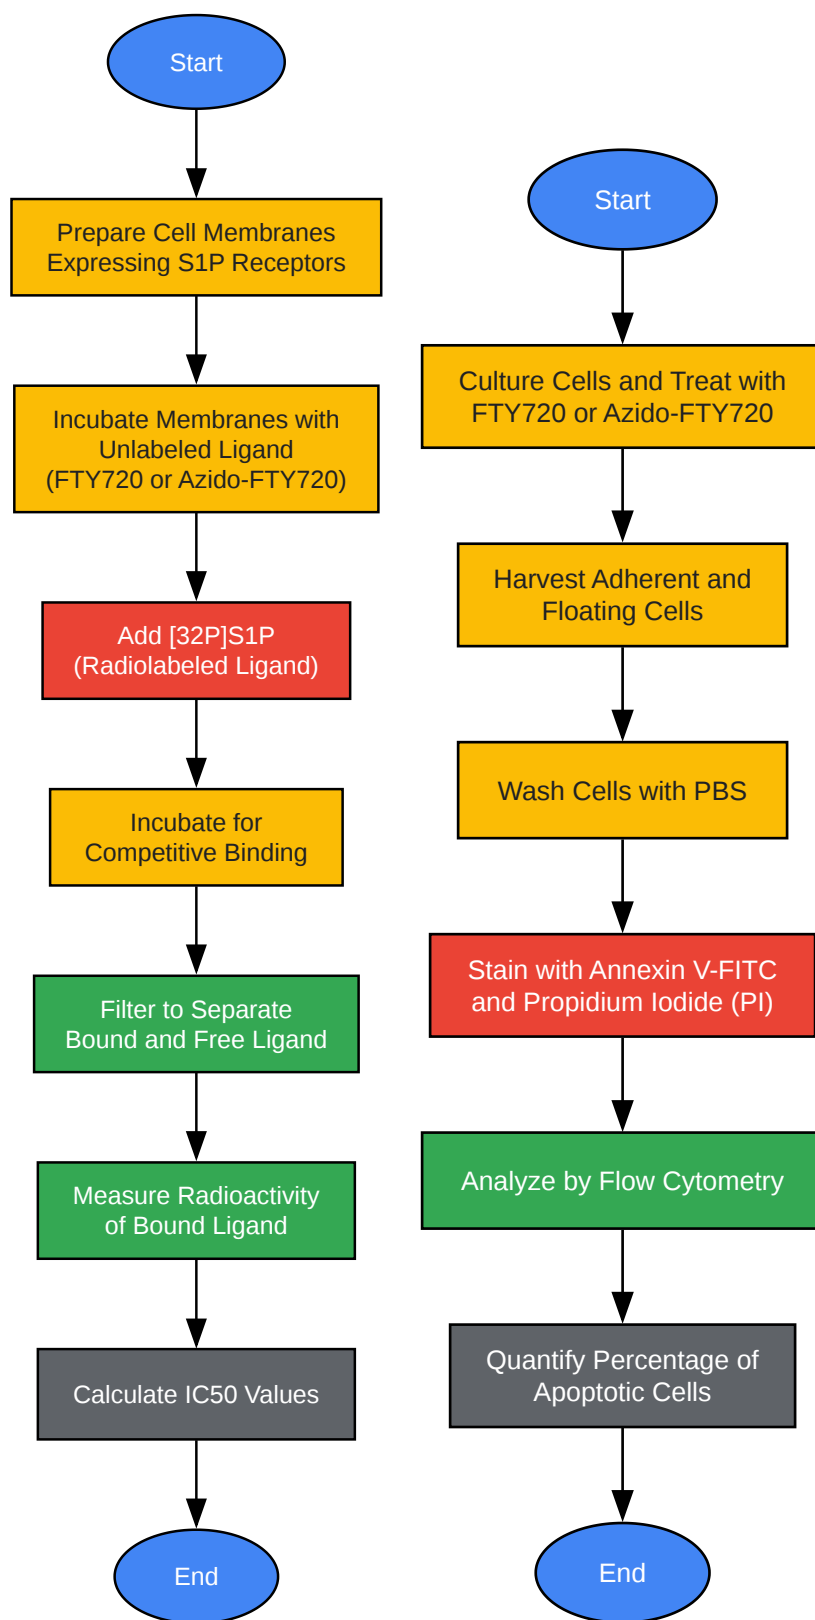 Start
Prepare Cell Membranes
Expressing S1P Receptors
Incubate Membranes with
Unlabeled Ligand
(FTY720 or Azido-FTY720)
Add [32P]S1P
(Radiolabeled Ligand)
Incubate for
Competitive Binding
Filter to Separate
Bound and Free Ligand
Measure Radioactivity
of Bound Ligand
Calculate IC50 Values
End
Start
Culture Cells and Treat with
FTY720 or Azido-FTY720
Harvest Adherent and
Floating Cells
Wash Cells with PBS
Stain with Annexin V-FITC
and Propidium Iodide (PI)
Analyze by Flow Cytometry
Quantify Percentage of
Apoptotic Cells
End